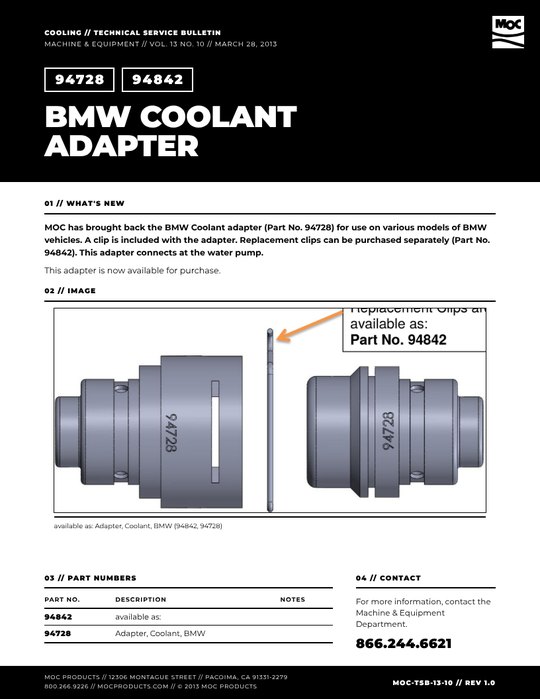 COOLING // TECHNICAL SERVICE BULLETIN
MACHINE & EQUIPMENT // VOL. 13 NO. 10 // MARCH 28, 2013
MOC
94728 94842
BMW COOLANT
ADAPTER
01 // WHAT'S NEW
MOC has brought back the BMW Coolant adapter (Part No. 94728) for use on various models of BMW
vehicles. A clip is included with the adapter. Replacement clips can be purchased separately (Part No.
94842). This adapter connects at the water pump.
This adapter is now available for purchase.
02 // IMAGE
Replacement Clips ar
available as:
Part No. 94842
94728
94728
available as: Adapter, Coolant, BMW (94842, 94728)
03 // PART NUMBERS
PART NO. DESCRIPTION NOTES
94842 available as:
94728 Adapter, Coolant, BMW
04 // CONTACT
For more information, contact the
Machine & Equipment
Department.
866.244.6621
MOC PRODUCTS // 12306 MONTAGUE STREET // PACOIMA, CA 91331-2279
800.266.9226 // MOCPRODUCTS.COM // © 2013 MOC PRODUCTS
MOC-TSB-13-10 // REV 1.0